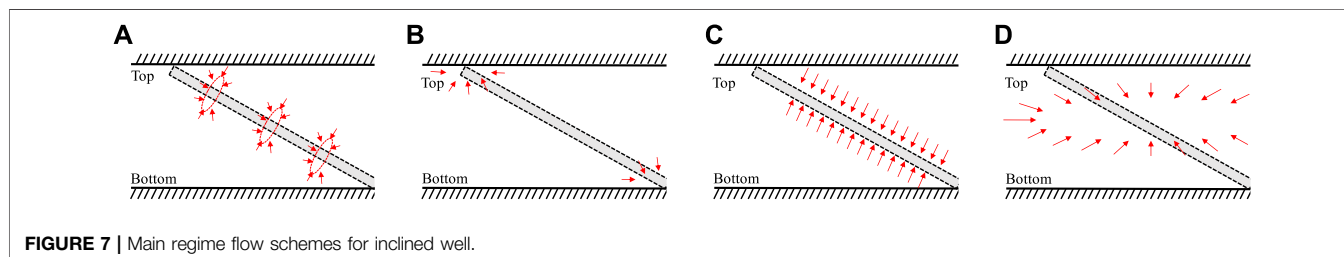 A B C D
Top Top Top Top
Bottom Bottom Bottom Bottom
FIGURE 7 | Main regime flow schemes for inclined well.